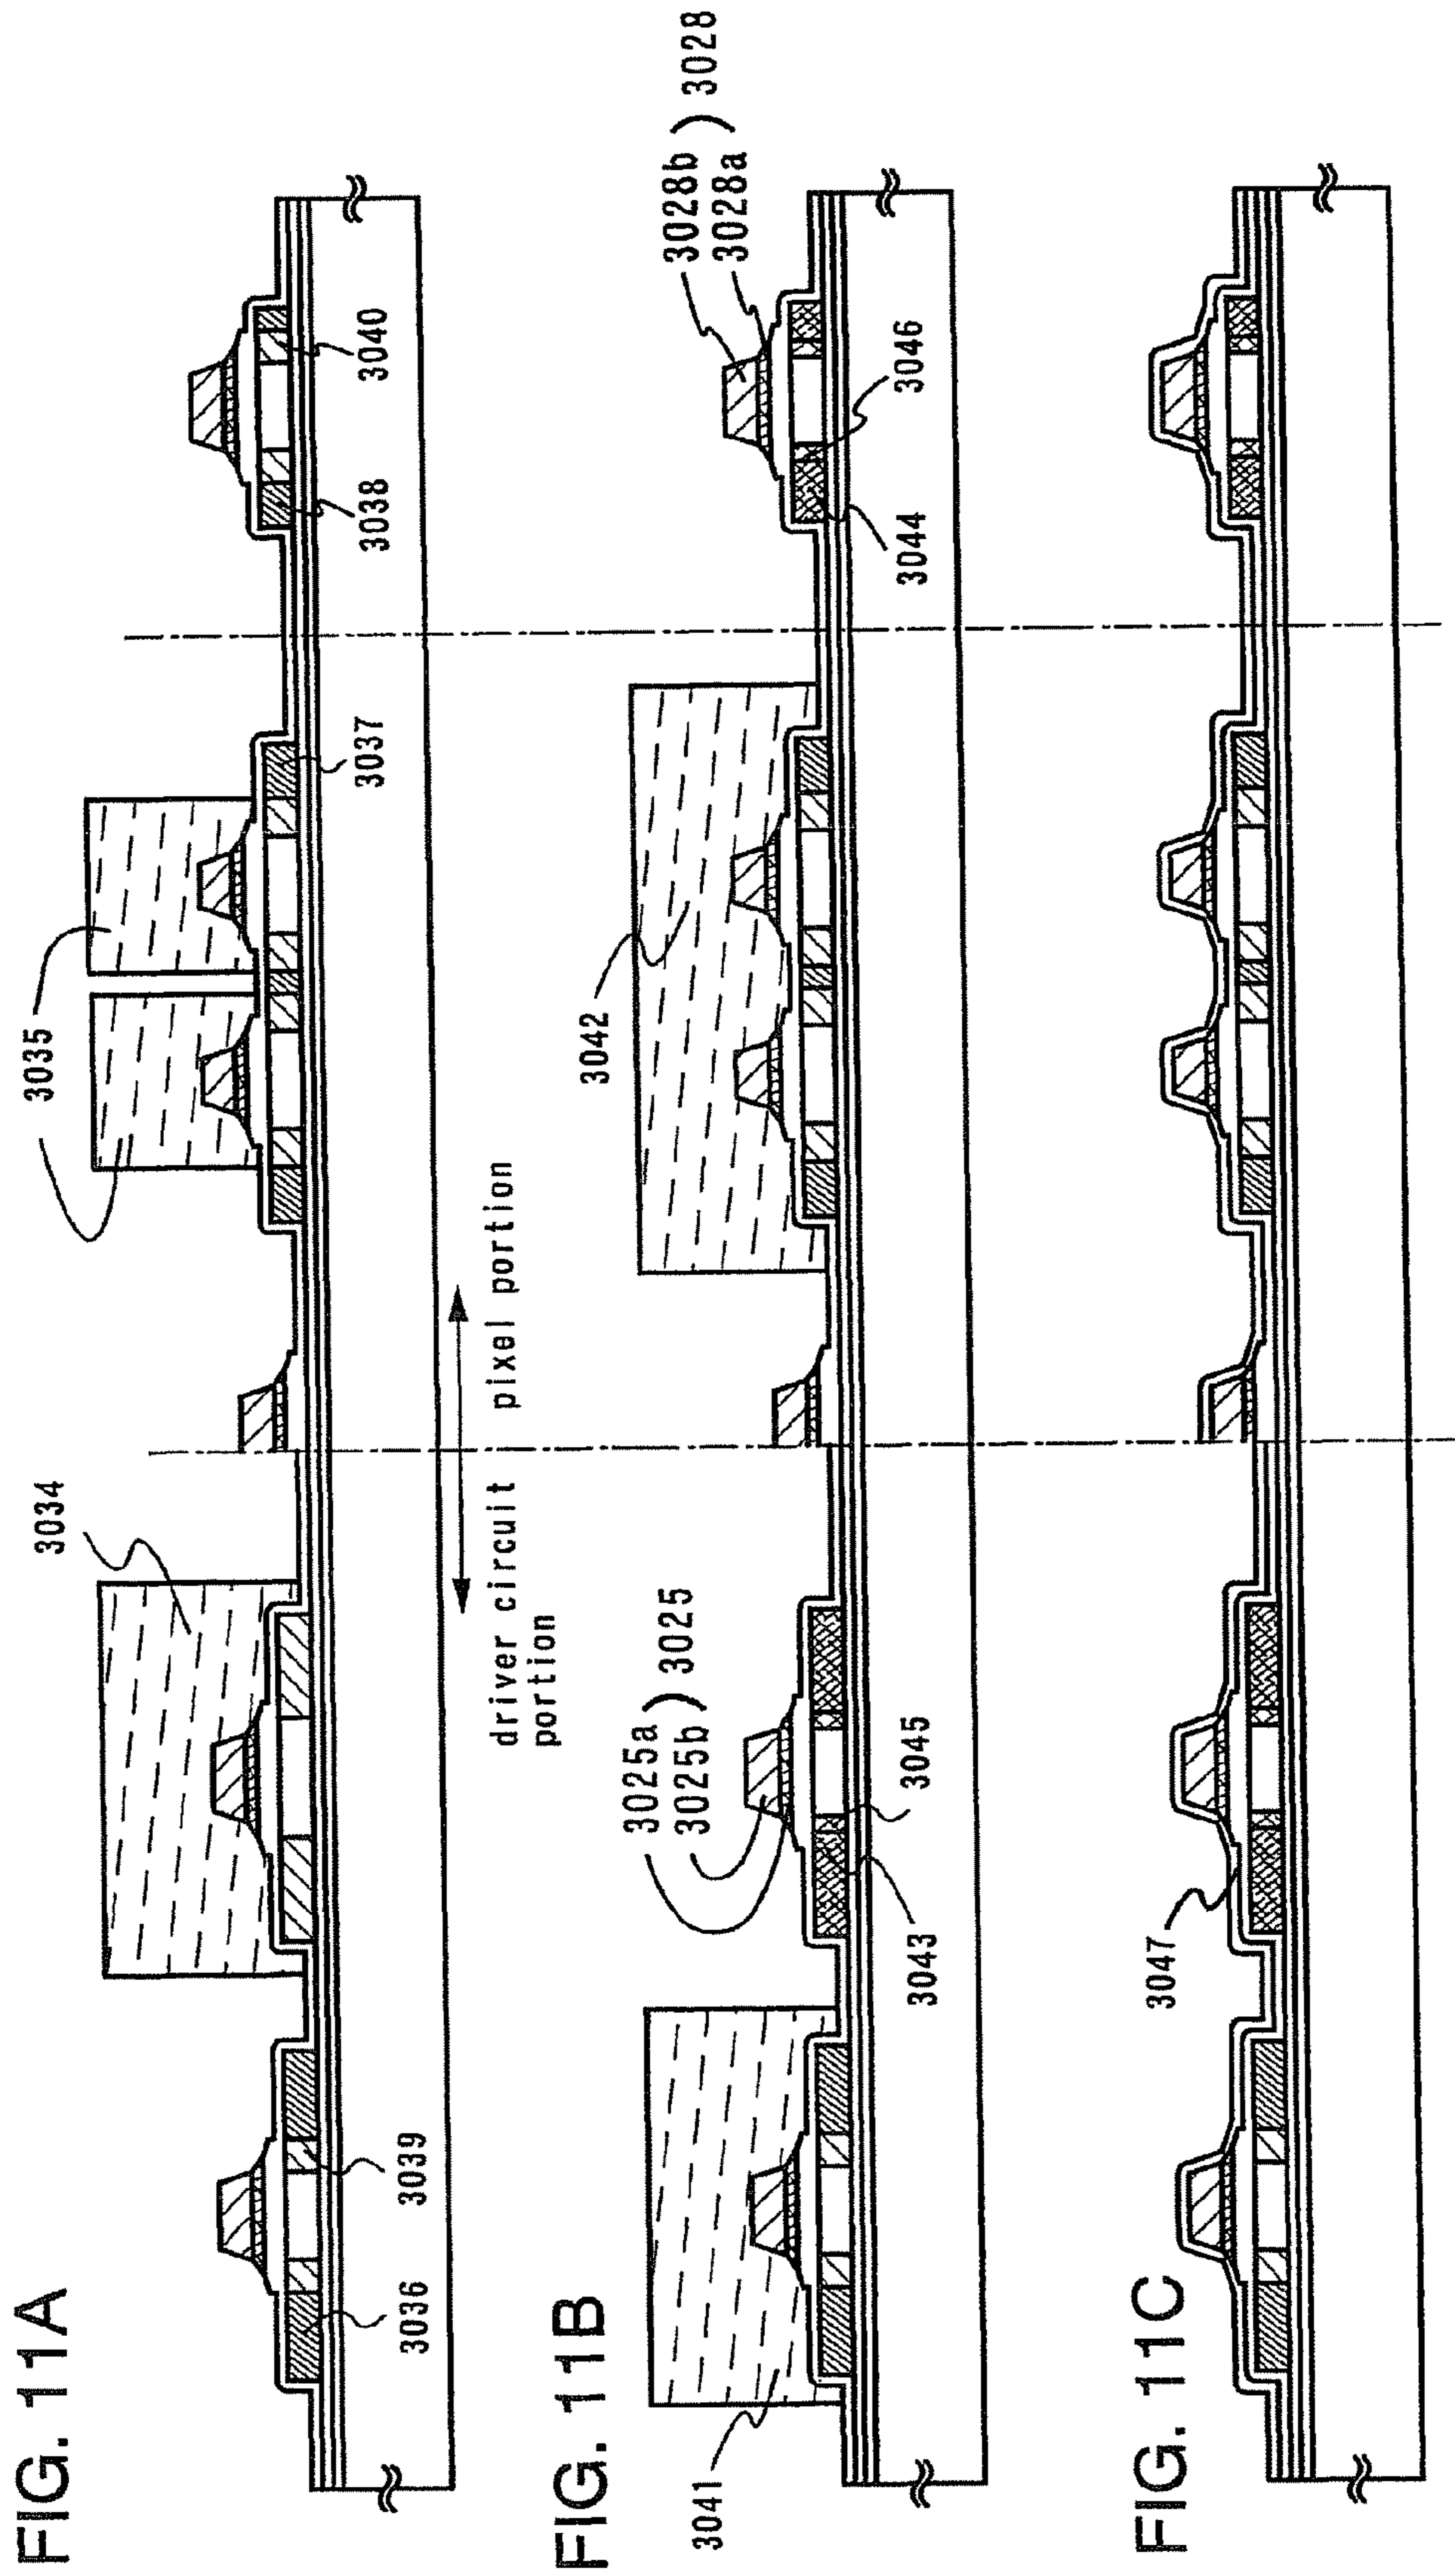 FIG. 11A
3034
3035
3036
3039
3037
3038
3040
driver circuit
portion
pixel portion
FIG. 11B
3041
3025a
3025b
) 3025
3042
3028b
3028a
) 3028
3043
3045
3044
3046
FIG. 11C
3047